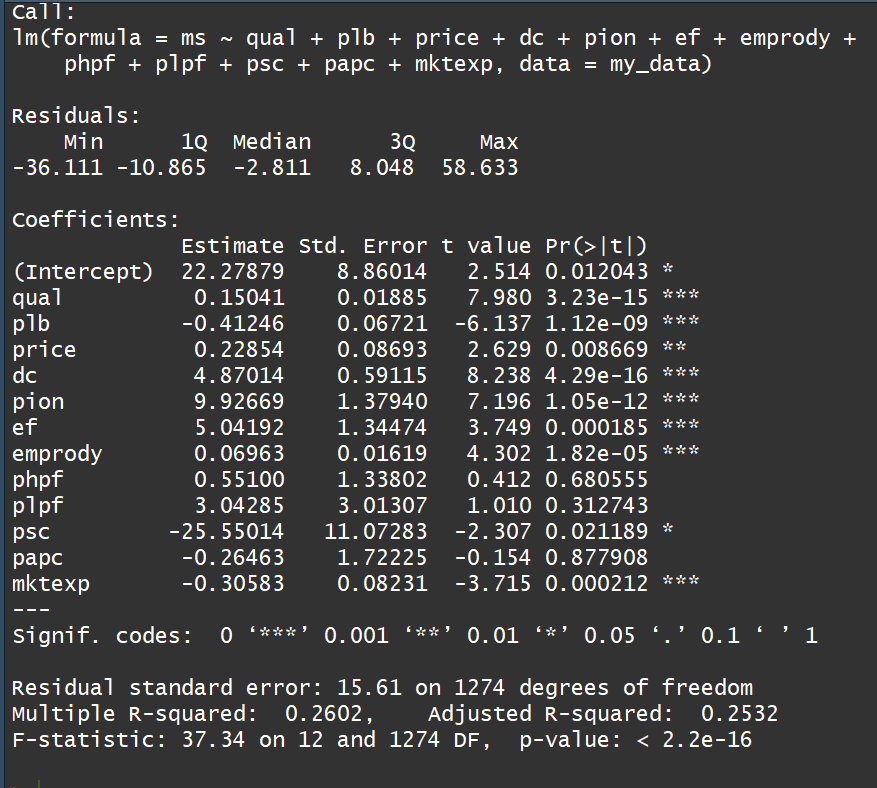 Call:
lm(formula = ms ~ qual + plb + price + dc + pion + ef + emprody +
    phpf + plpf + psc + papc + mktexp, data = my_data)
Residuals:
    Min      1Q  Median      3Q     Max
-36.111 -10.865  -2.811   8.048  58.633
Coefficients:
             Estimate Std. Error t value Pr(>|t|)
(Intercept)  22.27879    8.86014   2.514 0.012043 *
qual          0.15041    0.01885   7.980 3.23e-15 ***
plb          -0.41246    0.06721  -6.137 1.12e-09 ***
price         0.22854    0.08693   2.629 0.008669 **
dc            4.87014    0.59115   8.238 4.29e-16 ***
pion          9.92669    1.37940   7.196 1.05e-12 ***
ef            5.04192    1.34474   3.749 0.000185 ***
emprody       0.06963    0.01619   4.302 1.82e-05 ***
phpf          0.55100    1.33802   0.412 0.680555
plpf          3.04285    3.01307   1.010 0.312743
psc         -25.55014   11.07283  -2.307 0.021189 *
papc         -0.26463    1.72225  -0.154 0.877908
mktexp       -0.30583    0.08231  -3.715 0.000212 ***
---
Signif. codes:  0 ‘***’ 0.001 ‘**’ 0.01 ‘*’ 0.05 ‘.’ 0.1 ‘ ’ 1
Residual standard error: 15.61 on 1274 degrees of freedom
Multiple R-squared:  0.2602,    Adjusted R-squared:  0.2532
F-statistic: 37.34 on 12 and 1274 DF,  p-value: < 2.2e-16